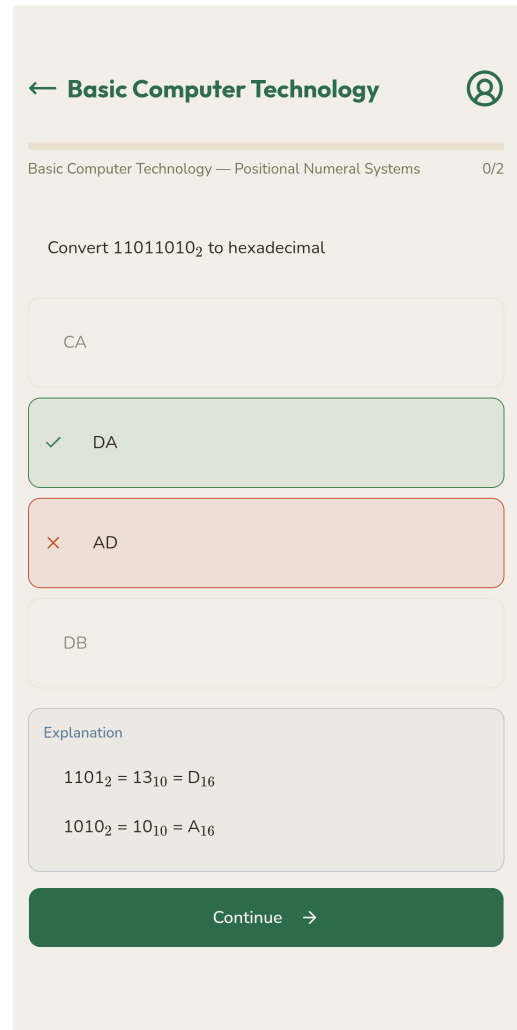 ← Basic Computer Technology
Basic Computer Technology — Positional Numeral Systems 0/2
Convert 11011010₂ to hexadecimal
CA
✓ DA
✕ AD
DB
Explanation
1101₂ = 13₁₀ = D₁₆
1010₂ = 10₁₀ = A₁₆
Continue →